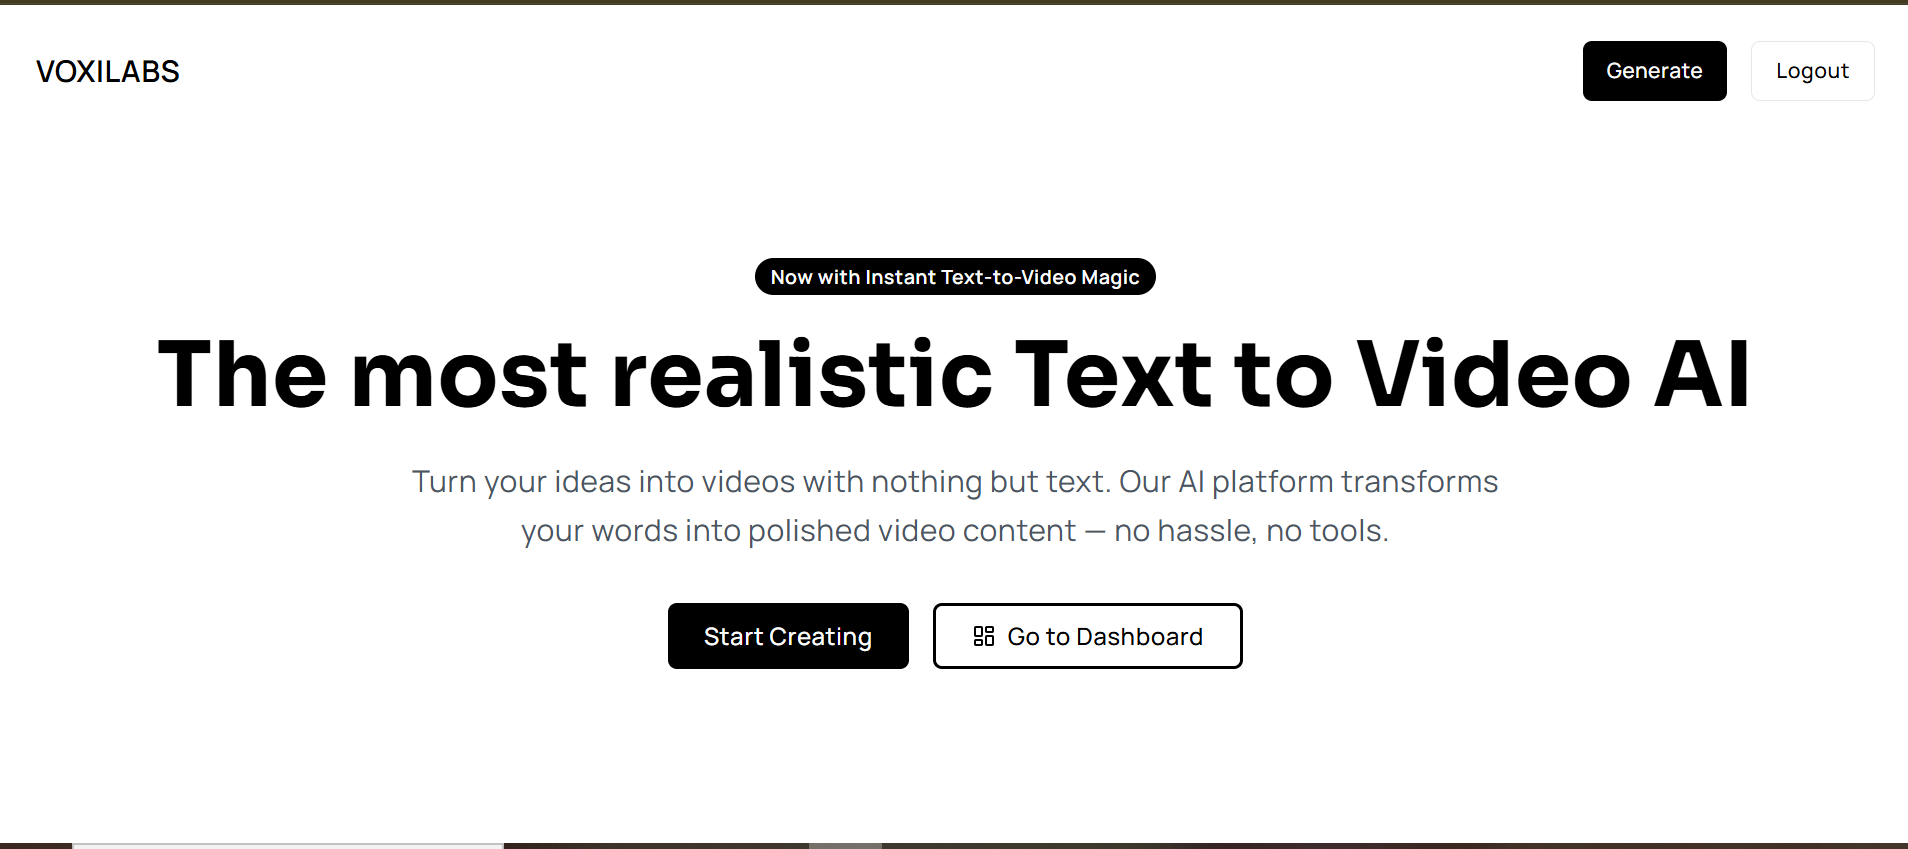 VOXILABS
Generate
Logout
Now with Instant Text-to-Video Magic
The most realistic Text to Video AI
Turn your ideas into videos with nothing but text. Our AI platform transforms
your words into polished video content — no hassle, no tools.
Start Creating
Go to Dashboard